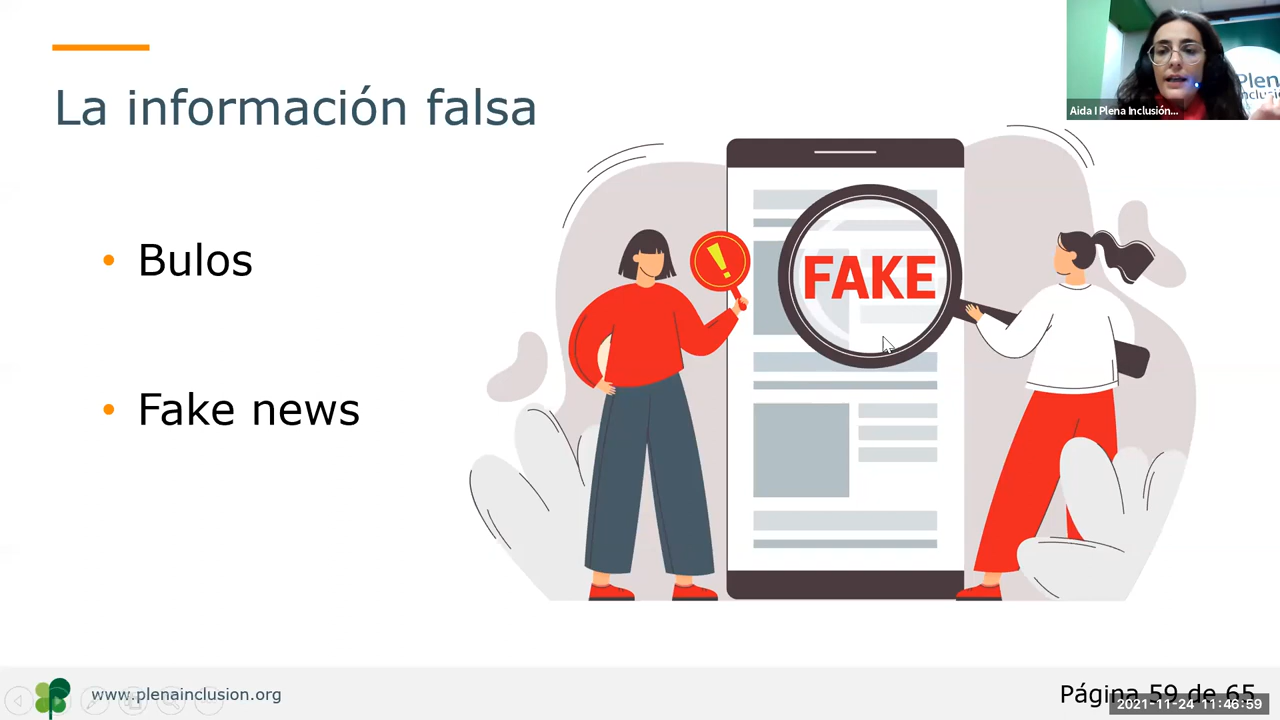 La información falsa
Aida I Plena Inclusión...
• Bulos
FAKE
• Fake news
www.plenainclusion.org
Página 59 de 65
2021-11-24 11:46:59